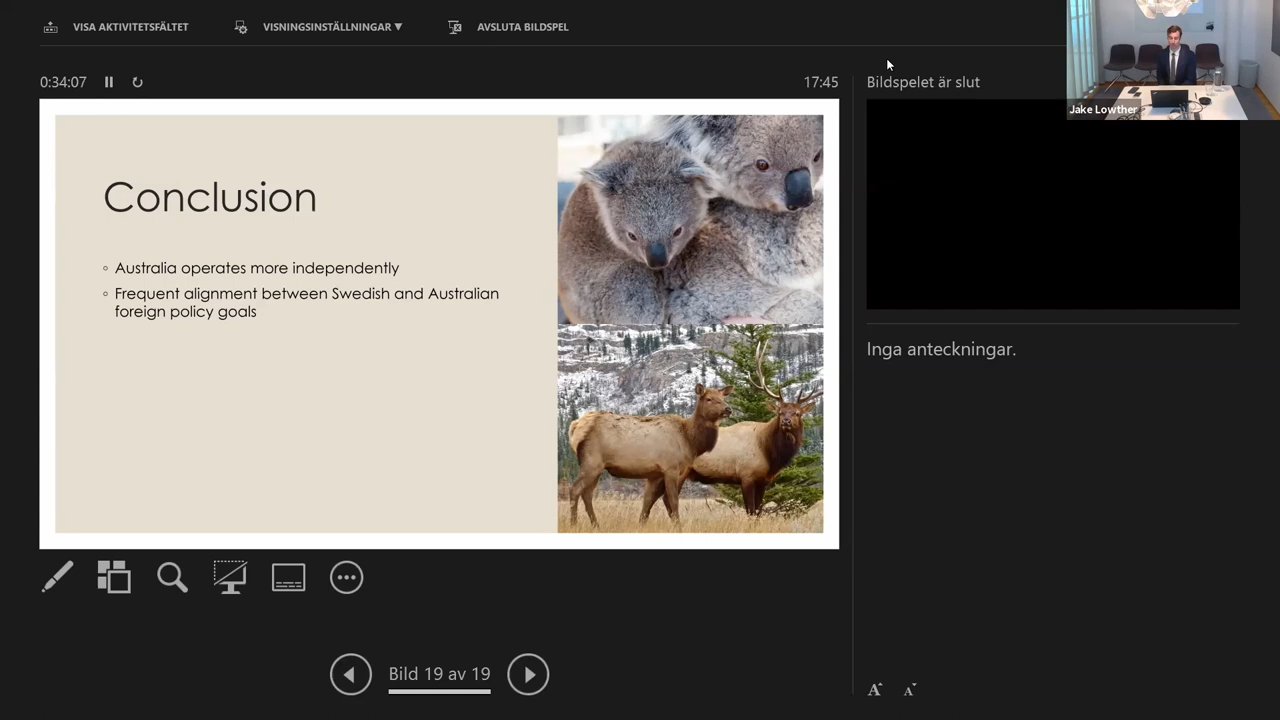 VISA AKTIVITETSFÄLTET
VISNINGSINSTÄLLNINGAR ▼
AVSLUTA BILDSPEL
0:34:07
17:45
Bildspelet är slut
Jake Lowther
Conclusion
◦ Australia operates more independently
◦ Frequent alignment between Swedish and Australian
foreign policy goals
Inga anteckningar.
Bild 19 av 19
A A